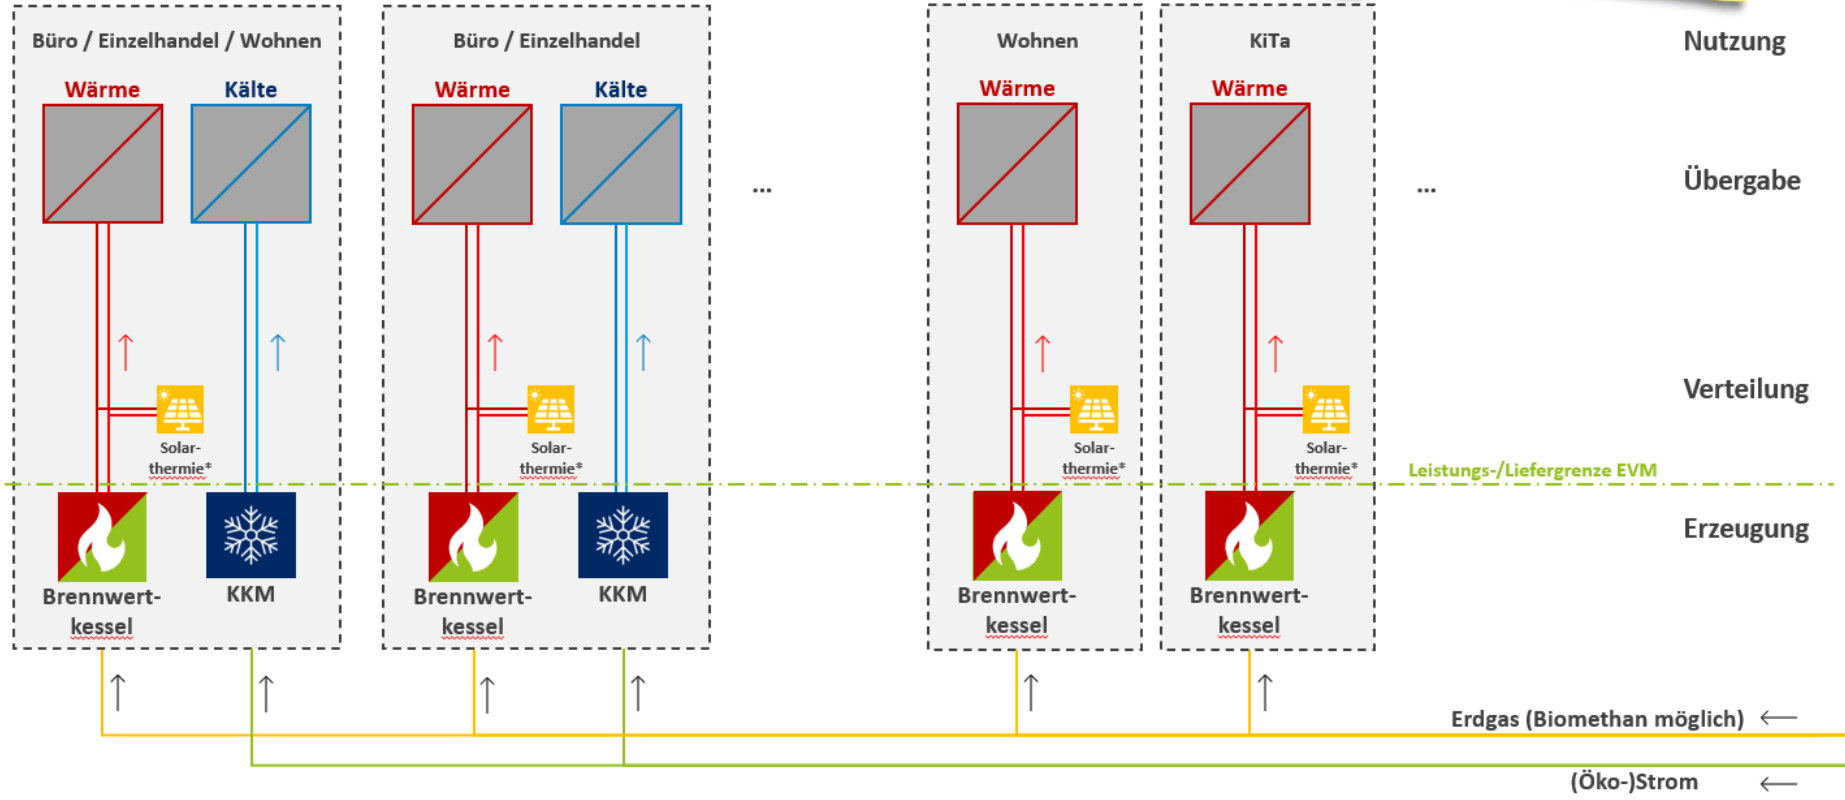 Büro / Einzelhandel / Wohnen
Büro / Einzelhandel
Wohnen
KiTa
Nutzung
Wärme
Kälte
Wärme
Kälte
Wärme
Wärme
...
...
Übergabe
Verteilung
Solar-
thermie*
Solar-
thermie*
Solar-
thermie*
Solar-
thermie*
Leistungs-/Liefergrenze EVM
Erzeugung
Brennwert-
kessel
KKM
Brennwert-
kessel
KKM
Brennwert-
kessel
Brennwert-
kessel
Erdgas (Biomethan möglich)
(Öko-)Strom